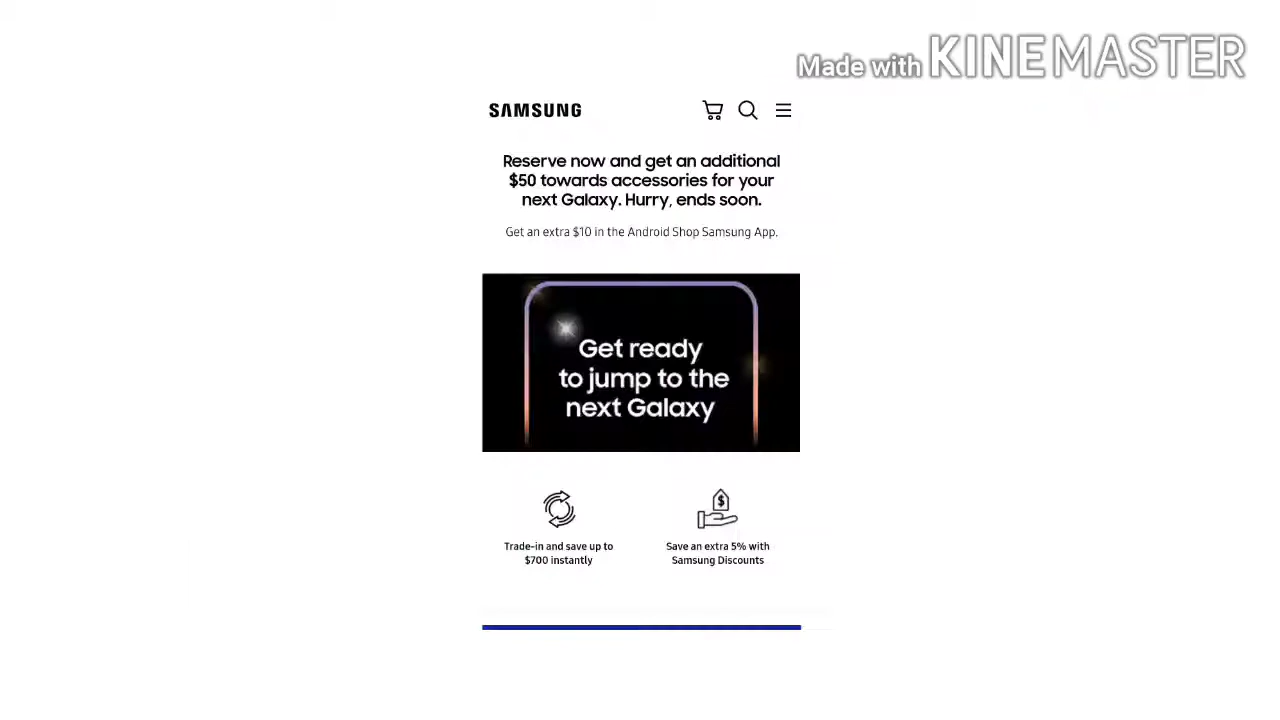 Made with KINEMASTER
SAMSUNG
Reserve now and get an additional
$50 towards accessories for your
next Galaxy. Hurry, ends soon.
Get an extra $10 in the Android Shop Samsung App.
Get ready
to jump to the
next Galaxy
$
Trade-in and save up to
$700 instantly
Save an extra 5% with
Samsung Discounts